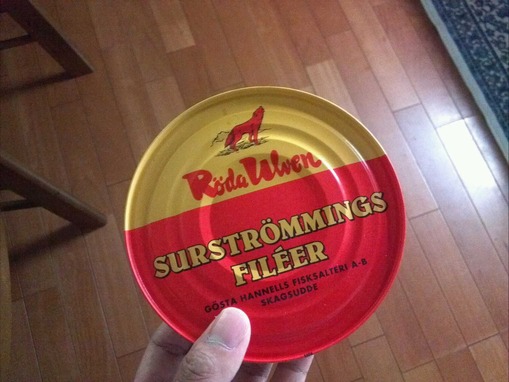 Röda Ulven
SURSTRÖMMINGS
FILÉER
GÖSTA HANNELLS FISKSALTERI A-B
SKAGSUDDE